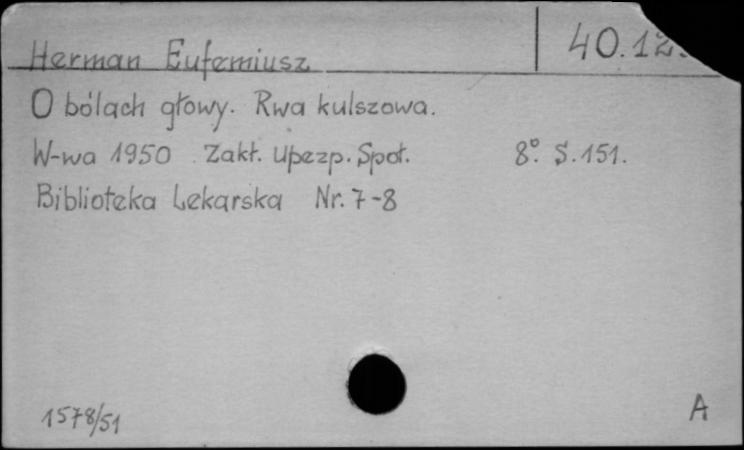 Herman Eufemiusz
O bólach głowy. Rwa kulszowa.
W-wa 1950 Zakł. Upezp. Społ. 8°. S.151.
Biblioteka Lekarska Nr. 7-8
1578/51
A